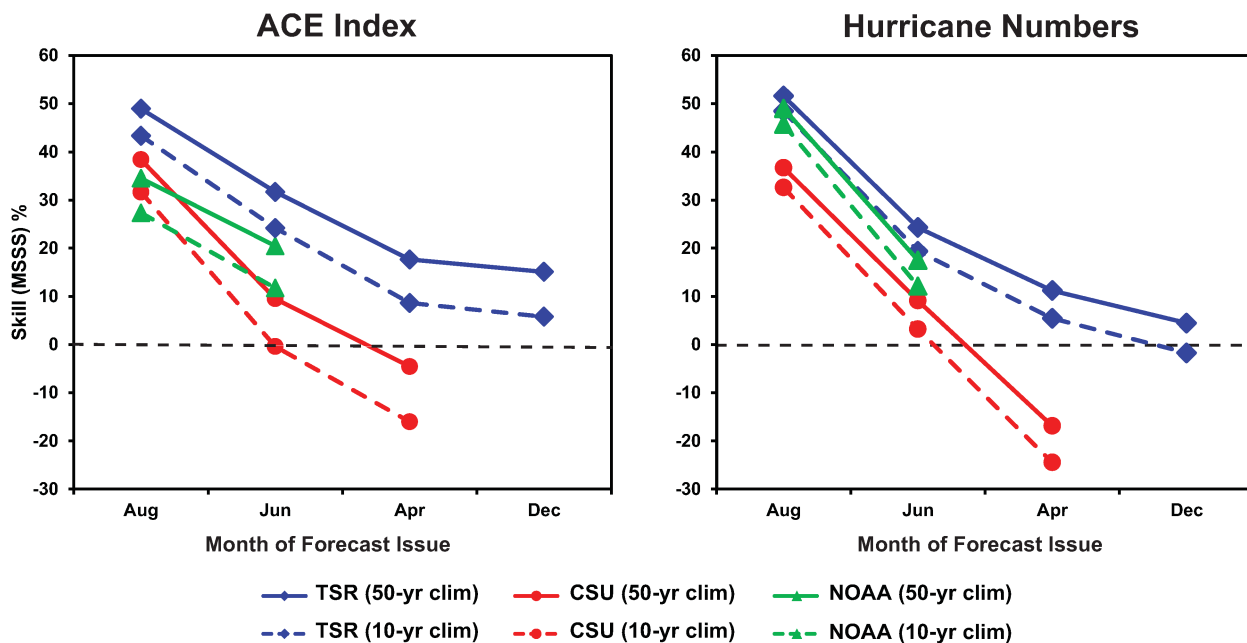 ACE Index
Hurricane Numbers
Skill (MSSS) %
60
50
40
30
20
10
0
-10
-20
-30
Aug Jun Apr Dec
Month of Forecast Issue
60
50
40
30
20
10
0
-10
-20
-30
Aug Jun Apr Dec
Month of Forecast Issue
TSR (50-yr clim) CSU (50-yr clim) NOAA (50-yr clim)
TSR (10-yr clim) CSU (10-yr clim) NOAA (10-yr clim)